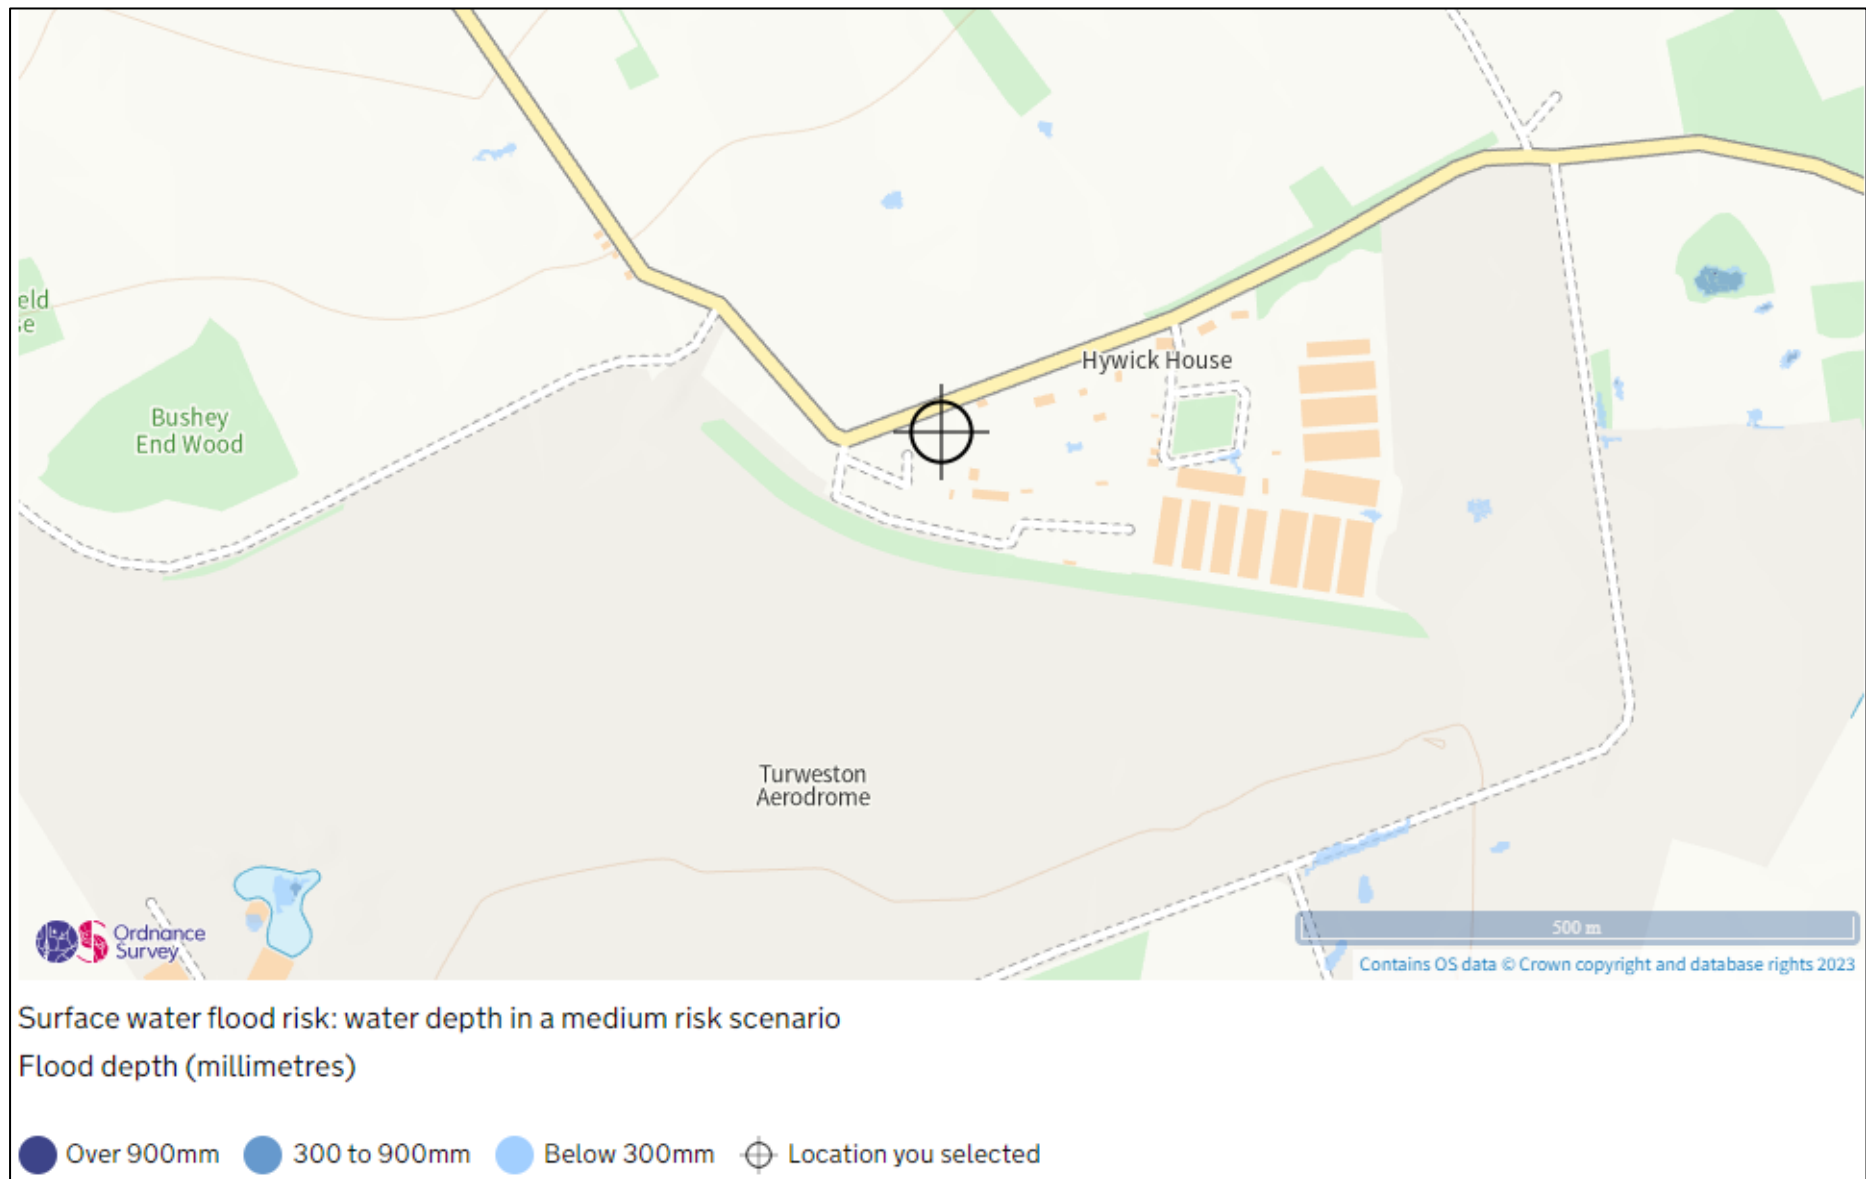 eld
se
Hywick House
Bushey
End Wood
Turweston
Aerodrome
Ordnance
Survey
500 m
Contains OS data © Crown copyright and database rights 2023
Surface water flood risk: water depth in a medium risk scenario
Flood depth (millimetres)
Over 900mm 300 to 900mm Below 300mm Location you selected